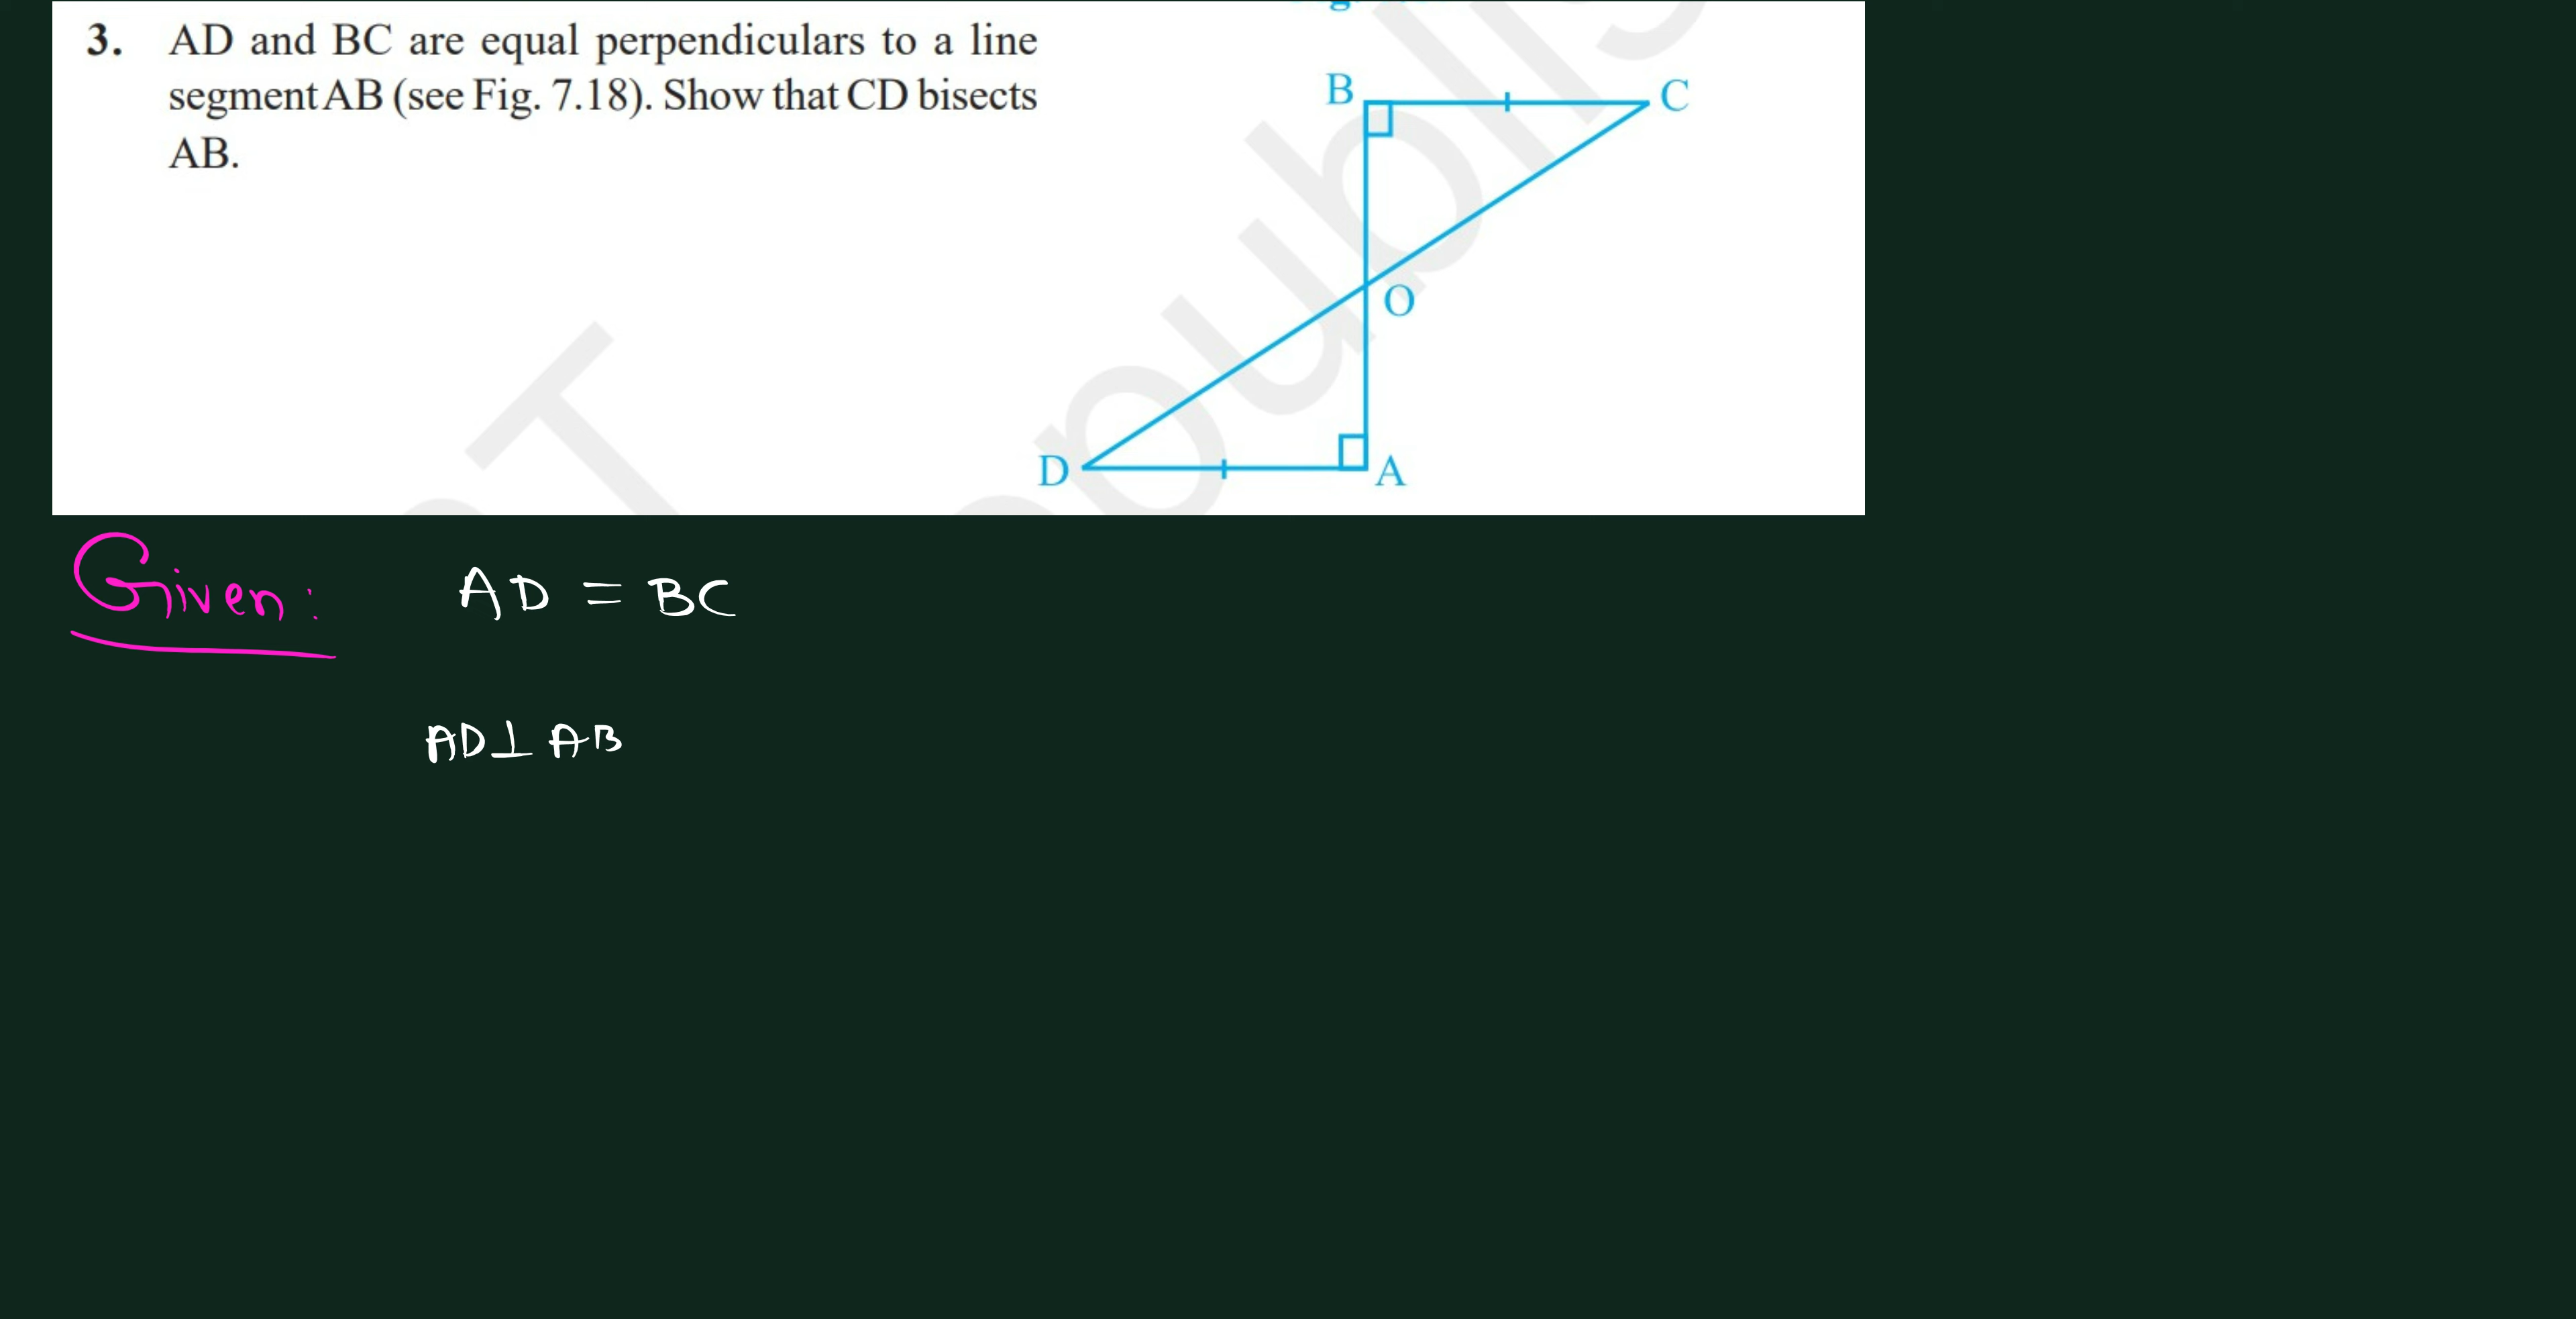 3. AD and BC are equal perpendiculars to a line
segment AB (see Fig. 7.18). Show that CD bisects
AB.
B
C
O
D
A
Given: AD = BC
AD ⊥ AB